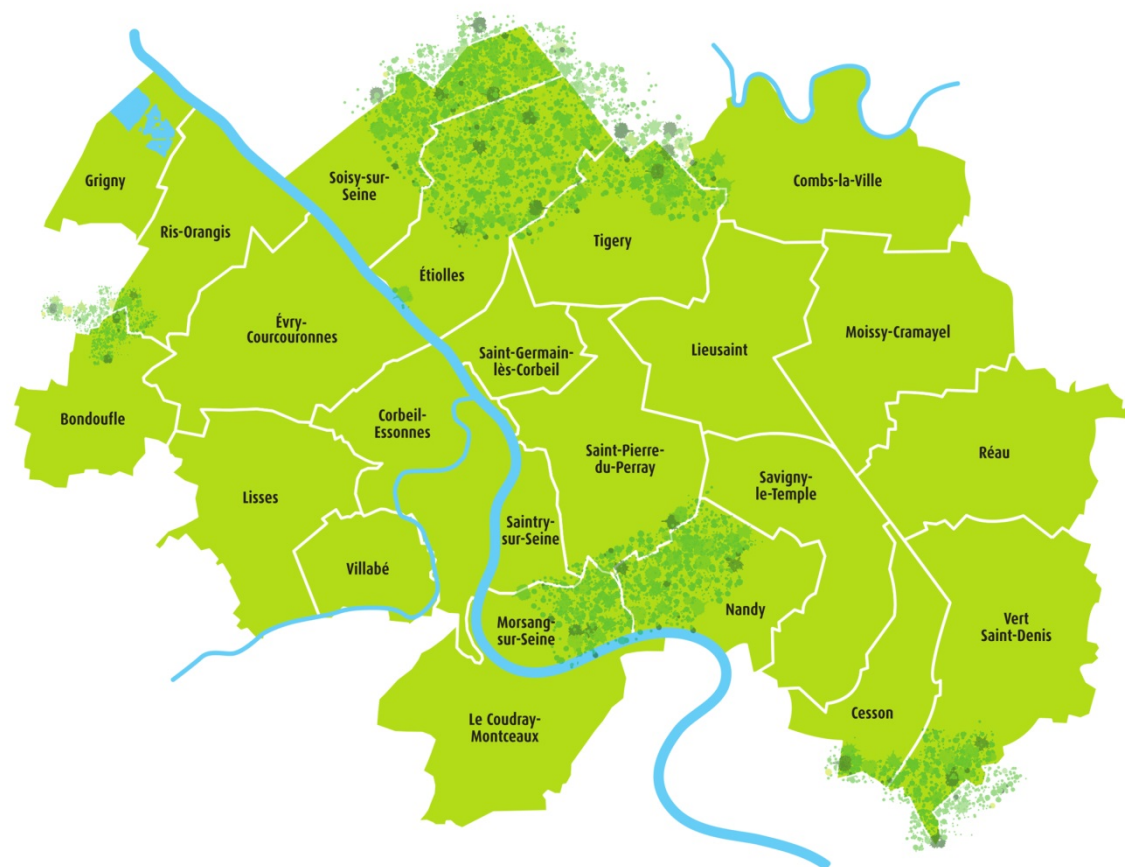 Grigny
Soisy-sur-
Seine
Combs-la-Ville
Ris-Orangis
Tigery
Étiolles
Évry-
Courcouronnes
Moissy-Cramayel
Lieusaint
Saint-Germain-
lès-Corbeil
Bondoufle
Corbeil-
Essonnes
Saint-Pierre-
du-Perray
Réau
Savigny-
le-Temple
Lisses
Saintry-
sur-Seine
Villabé
Nandy
Morsang-
sur-Seine
Vert
Saint-Denis
Cesson
Le Coudray-
Montceaux